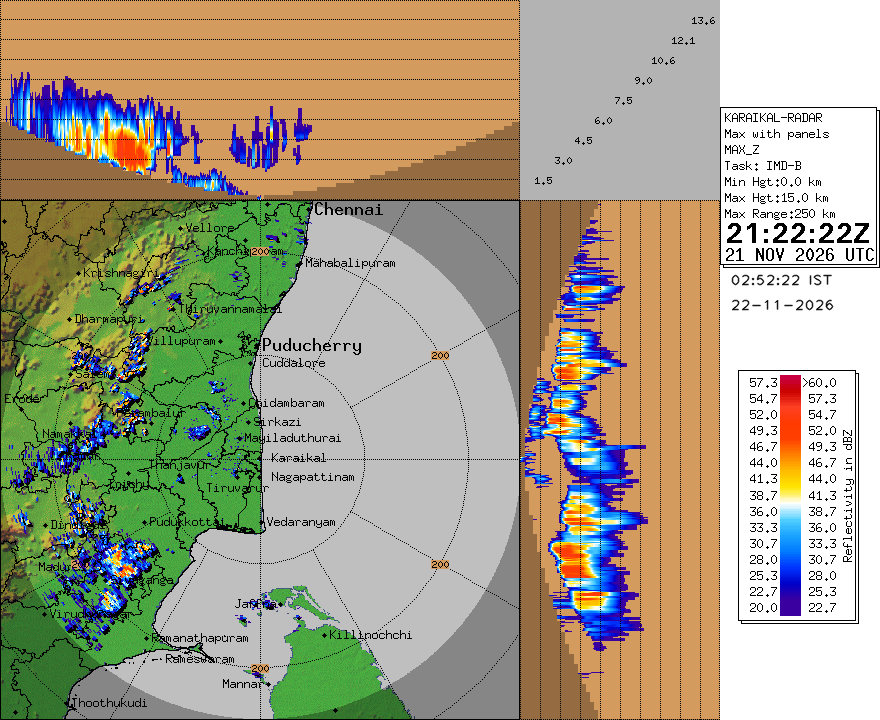 13.6
12.1
10.6
9.0
7.5
6.0
4.5
3.0
1.5
KARAIKAL-RADAR
Max with panels
MAX_Z
Task: IMD-B
Min Hgt:0.0 km
Max Hgt:15.0 km
Max Range:250 km
21:22:22Z
21 NOV 2026 UTC
02:52:22 IST
22-11-2026
Chennai
Vellore
200
Mahabalipuram
Krishnagiri
Thiruvannamalai
Dharmapuri
Villupuram
Puducherry
200
Cuddalore
Salem
Erode
Chidambaram
Perambalur
Sirkazi
Mayiladuthurai
Karaikal
Thanjavur
Nagapattinam
Tiruvarur
Pudukkottai
Vedaranyam
200
Jaffna
Killinochchi
Ramanathapuram
Rameswaram
200
Mannar
Thoothukudi
57.3 >60.0
54.7 57.3
52.0 54.7
49.3 52.0
46.7 49.3
44.0 46.7
41.3 44.0
38.7 41.3
36.0 38.7
33.3 36.0
30.7 33.3
28.0 30.7
25.3 28.0
22.7 25.3
20.0 22.7
Reflectivity in dBZ